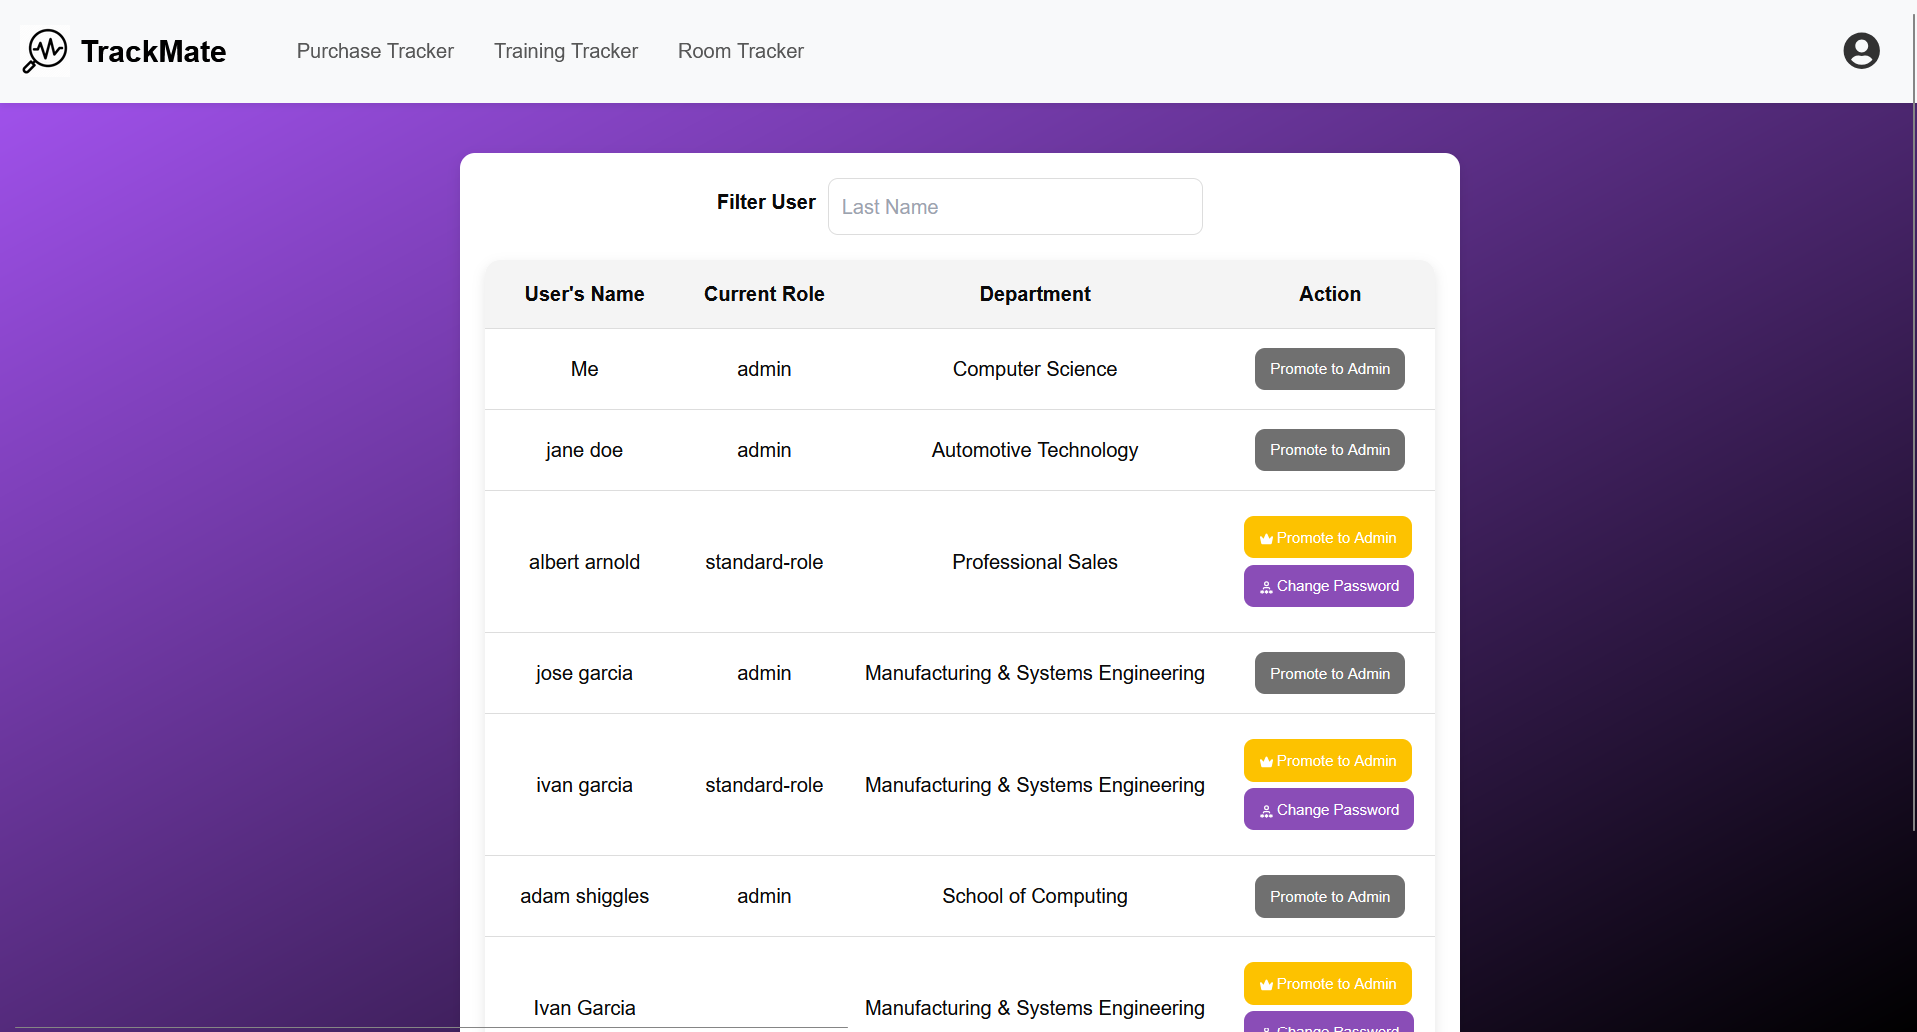 TrackMate Purchase Tracker Training Tracker Room Tracker
Filter User Last Name
User's Name Current Role Department Action
Me admin Computer Science Promote to Admin
jane doe admin Automotive Technology Promote to Admin
Promote to Admin
albert arnold standard-role Professional Sales
Change Password
jose garcia admin Manufacturing & Systems Engineering Promote to Admin
Promote to Admin
ivan garcia standard-role Manufacturing & Systems Engineering
Change Password
adam shiggles admin School of Computing Promote to Admin
Promote to Admin
Ivan Garcia Manufacturing & Systems Engineering
Change Password